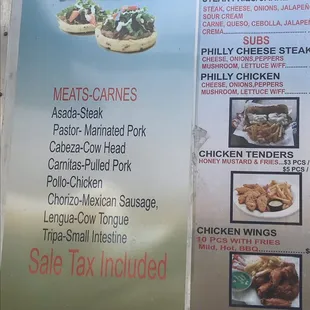 MEATS-CARNES
Asada-Steak
Pastor- Marinated Pork
Cabeza-Cow Head
Carnitas-Pulled Pork
Pollo-Chicken
Chorizo-Mexican Sausage,
Lengua-Cow Tongue
Tripa-Small Intestine
Sale Tax Included
STEAK, CHEESE, ONIONS, JALAPEÑ
SOUR CREAM
CARNE, QUESO, CEBOLLA, JALAPEÑ
CREMA
SUBS
PHILLY CHEESE STEAK
CHEESE, ONIONS,PEPPERS
MUSHROOM, LETTUCE W/FF
PHILLY CHICKEN
CHEESE, ONIONS,PEPPERS
MUSHROOM, LETTUCE W/FF
CHICKEN TENDERS
HONEY MUSTARD & FRIES...$3 PCS /
$5 PCS /
CHICKEN WINGS
10 PCS WITH FRIES
Mild, Hot, BBQ